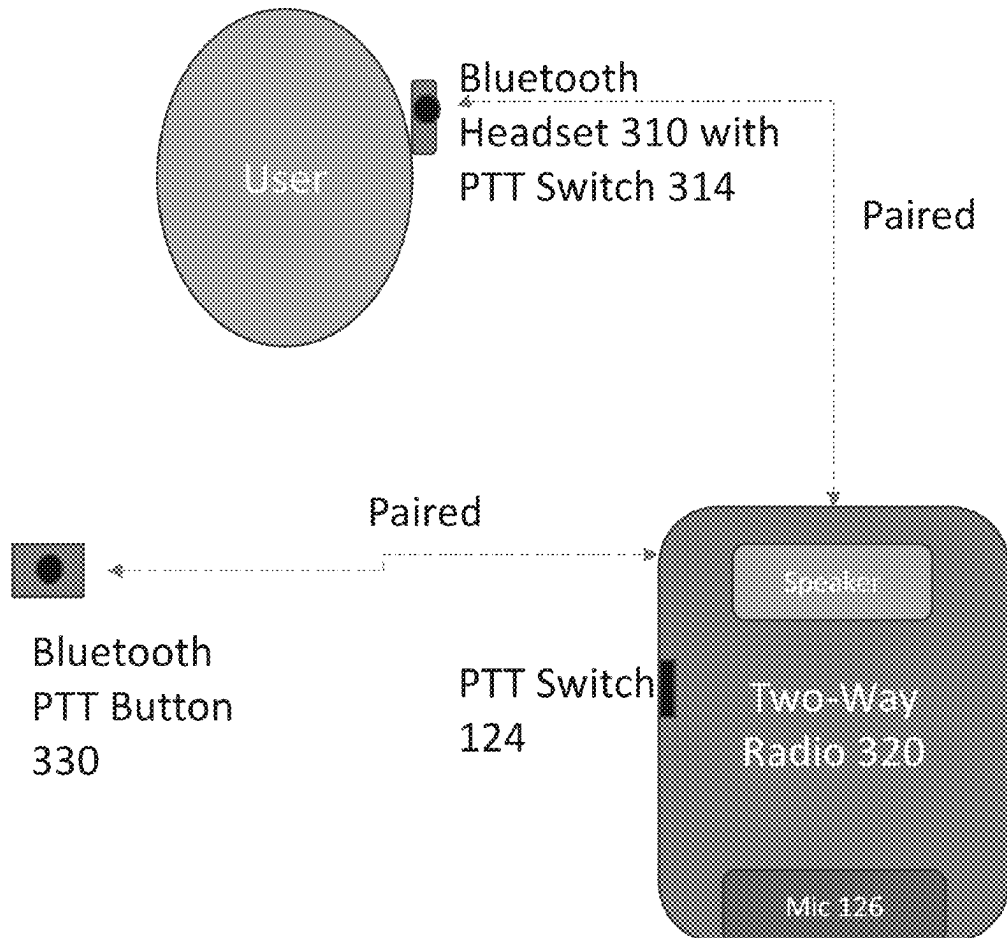 User
Bluetooth
Headset 310 with
PTT Switch 314
Paired
Paired
Bluetooth
PTT Button
330
PTT Switch
124
Speaker
Two-Way
Radio 320
Mic 126